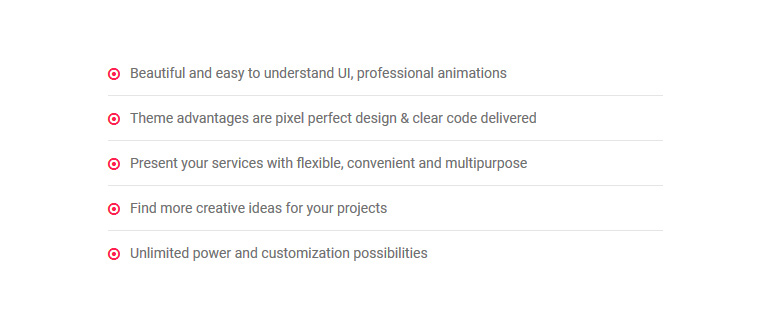 Beautiful and easy to understand UI, professional animations
Theme advantages are pixel perfect design & clear code delivered
Present your services with flexible, convenient and multipurpose
Find more creative ideas for your projects
Unlimited power and customization possibilities